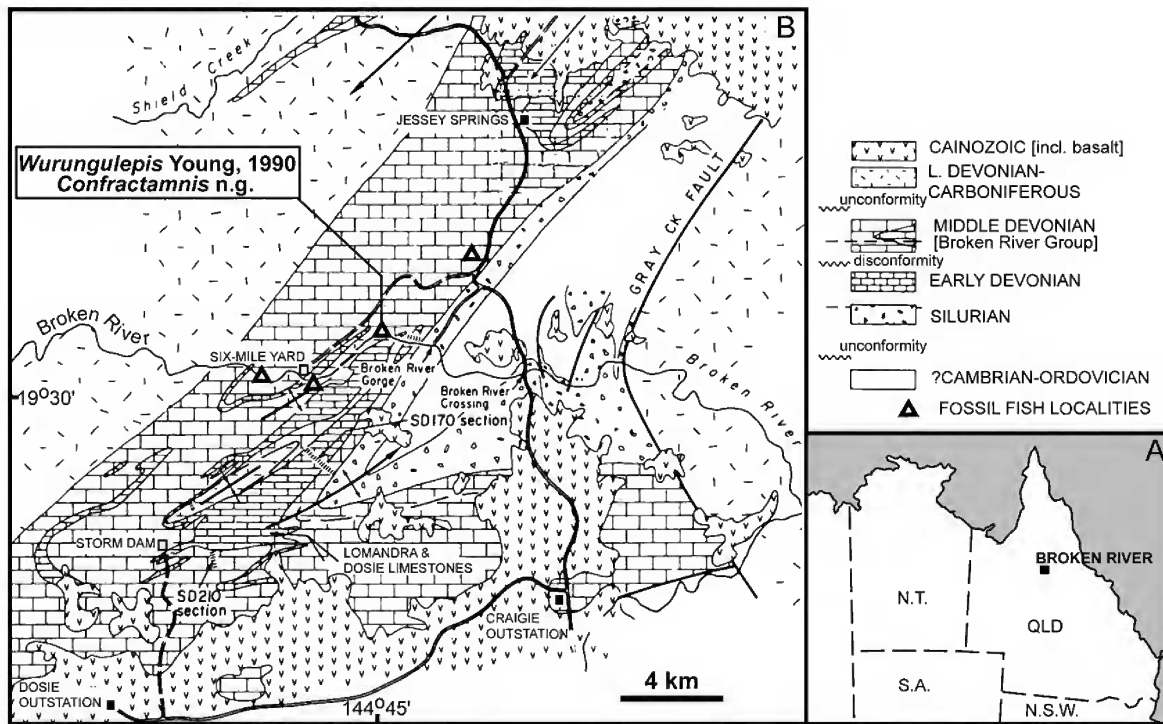 B
Shield Creek
JESSEY SPRINGS
Wurungulepis Young, 1990
Confractamnis n.g.
GRAY CK FAULT
Broken River
SIX-MILE YARD
Broken River
Gorge
19°30'
Broken River
Crossing
SD170 section
Broken River
STORM DAM
LOMANDRA &
DOSIE LIMESTONES
SD210
section
CRAIGIE
OUTSTATION
DOSIE
OUTSTATION
4 km
144°45'
CAINOZOIC [incl. basalt]
L. DEVONIAN-
CARBONIFEROUS
unconformity
MIDDLE DEVONIAN
[Broken River Group]
disconformity
EARLY DEVONIAN
SILURIAN
unconformity
?CAMBRIAN-ORDOVICIAN
FOSSIL FISH LOCALITIES
A
BROKEN RIVER
N.T.
QLD
S.A.
N.S.W.